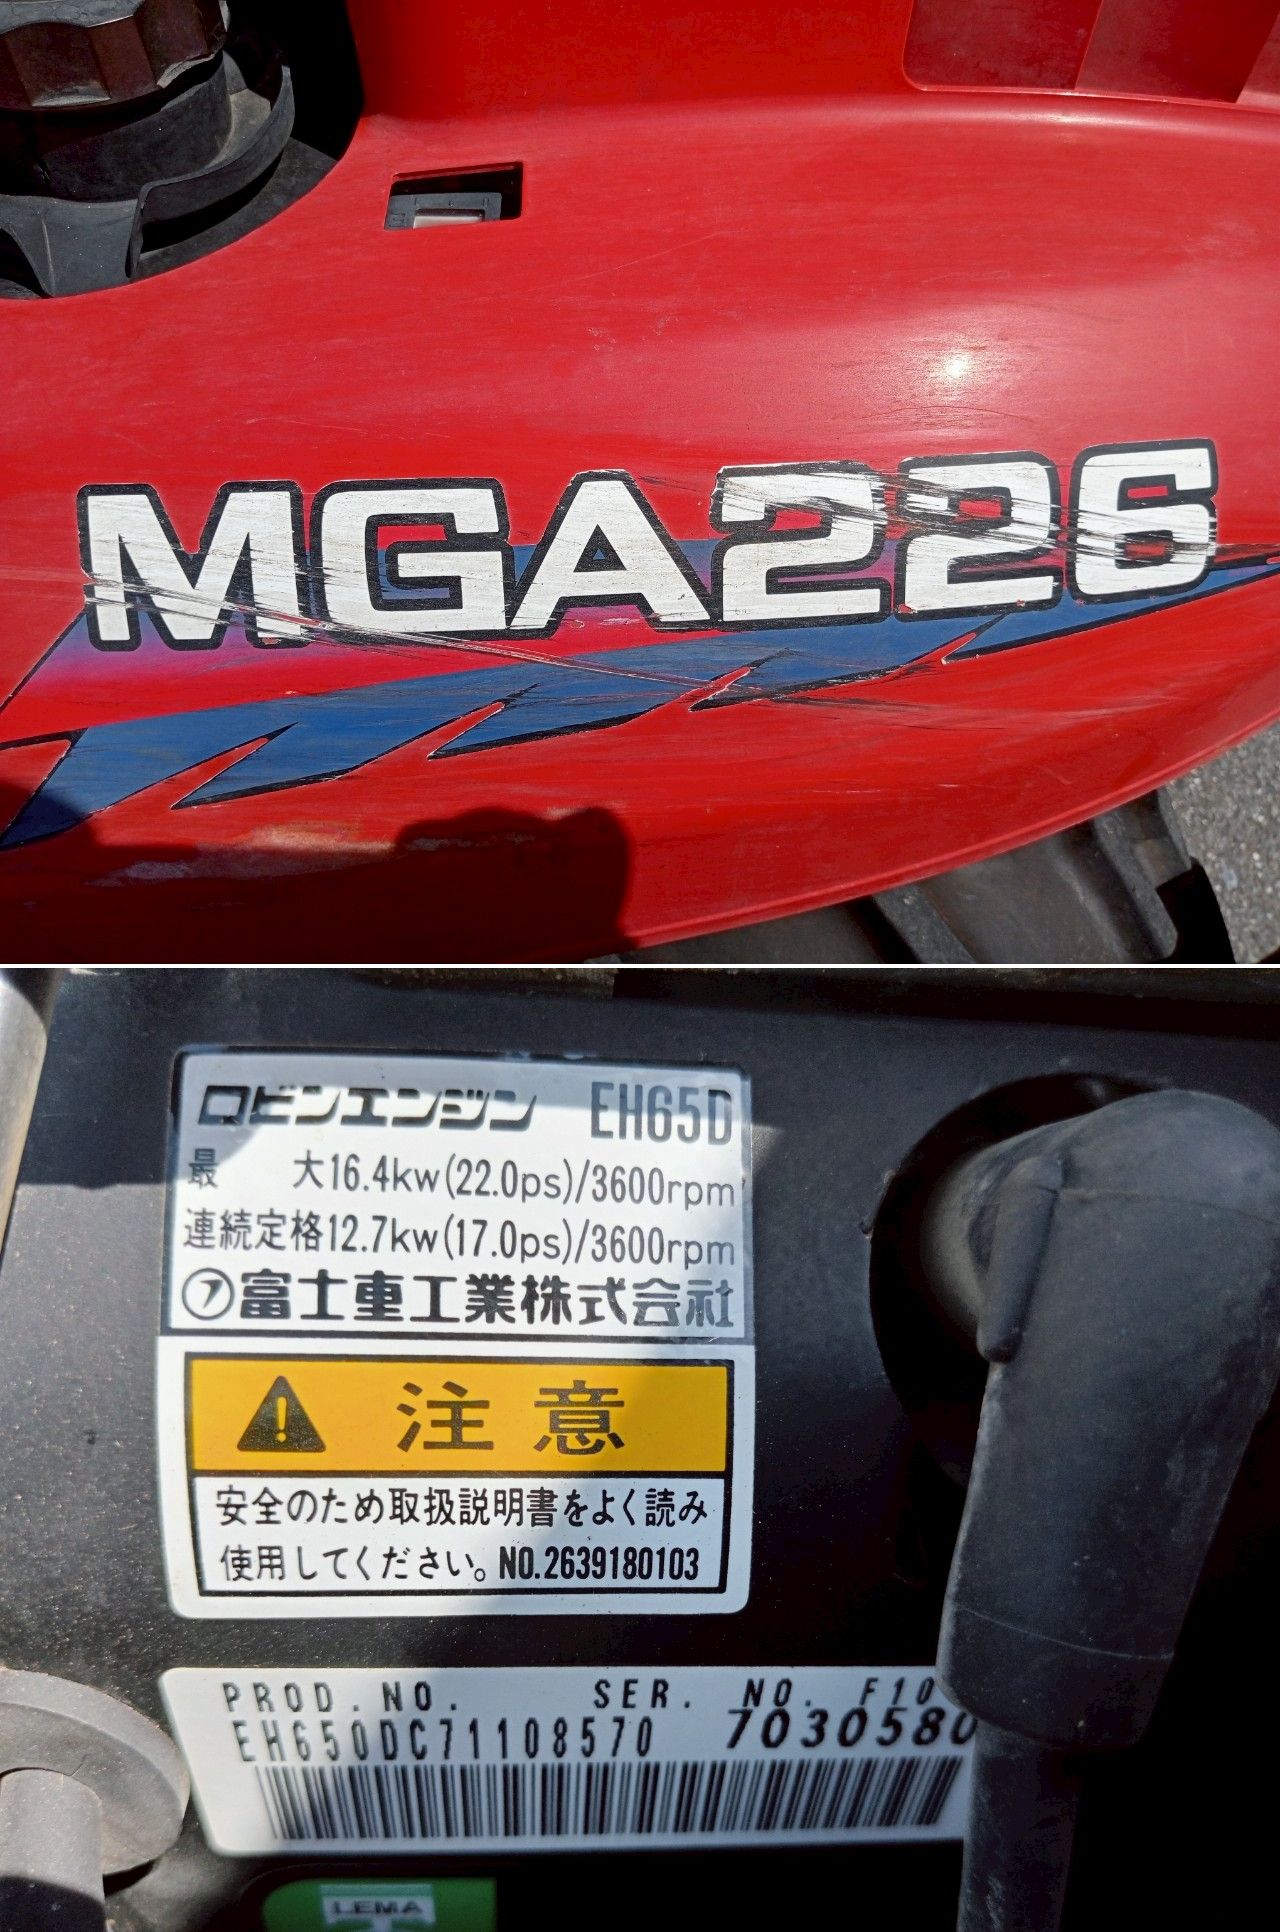 MGA226
ロビンエンジン EH65D
最 大16.4kw(22.0ps)/3600rpm
連続定格12.7kw(17.0ps)/3600rpm
富士重工業株式会社
注意
安全のため取扱説明書をよく読み
使用してください。NO.2639180103
PROD.NO. SER. NO. F10
EH650DC71108570 7030580
LEMA